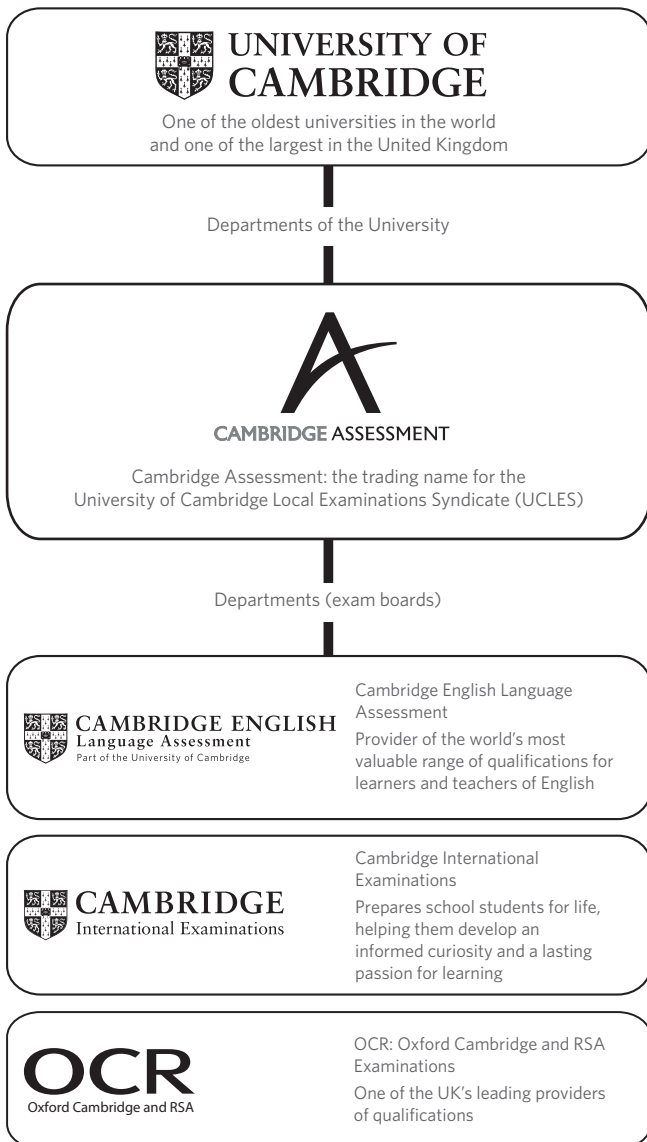 UNIVERSITY OF
CAMBRIDGE
One of the oldest universities in the world
and one of the largest in the United Kingdom
Departments of the University
CAMBRIDGE ASSESSMENT
Cambridge Assessment: the trading name for the
University of Cambridge Local Examinations Syndicate (UCLES)
Departments (exam boards)
CAMBRIDGE ENGLISH
Language Assessment
Part of the University of Cambridge
Cambridge English Language
Assessment
Provider of the world’s most
valuable range of qualifications for
learners and teachers of English
CAMBRIDGE
International Examinations
Cambridge International
Examinations
Prepares school students for life,
helping them develop an
informed curiosity and a lasting
passion for learning
OCR
Oxford Cambridge and RSA
OCR: Oxford Cambridge and RSA
Examinations
One of the UK’s leading providers
of qualifications